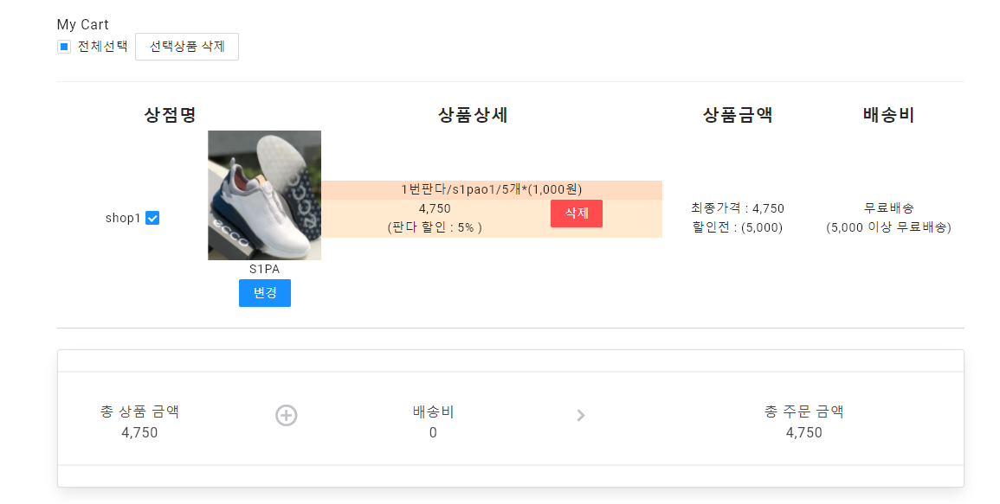 My Cart
전체선택 선택상품 삭제
상점명 상품상세 상품금액 배송비
shop1
ecco
ecco
1번판다/s1pao1/5개*(1,000원)
4,750
(판다 할인 : 5% )
삭제
최종가격 : 4,750
할인전 : (5,000)
무료배송
(5,000 이상 무료배송)
S1PA
변경
총 상품 금액
4,750
배송비
0
총 주문 금액
4,750